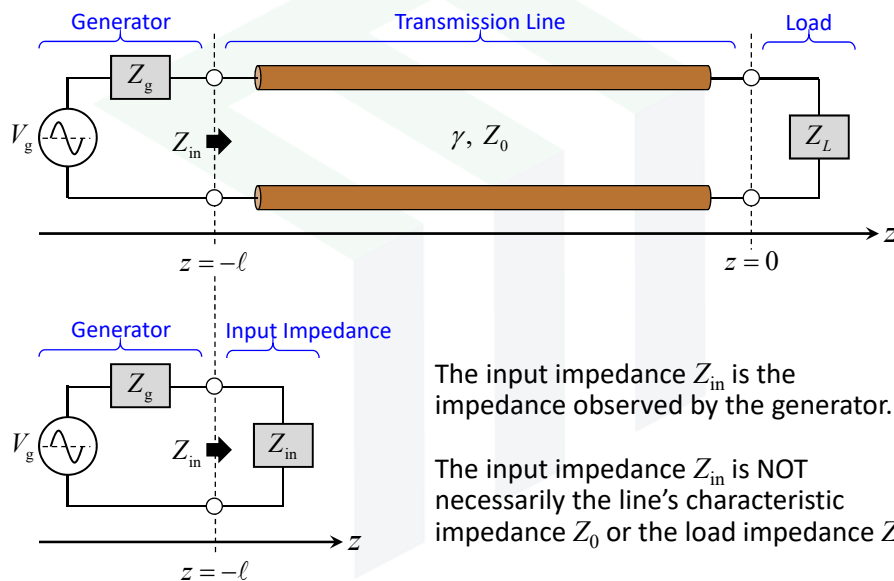 Generator Transmission Line Load
Z_g
V_g Z_in γ, Z_0 Z_L
z
z = −ℓ z = 0
Generator Input Impedance
Z_g
V_g Z_in Z_in
z
z = −ℓ
The input impedance Z_in is the
impedance observed by the generator.
The input impedance Z_in is NOT
necessarily the line's characteristic
impedance Z_0 or the load impedance Z